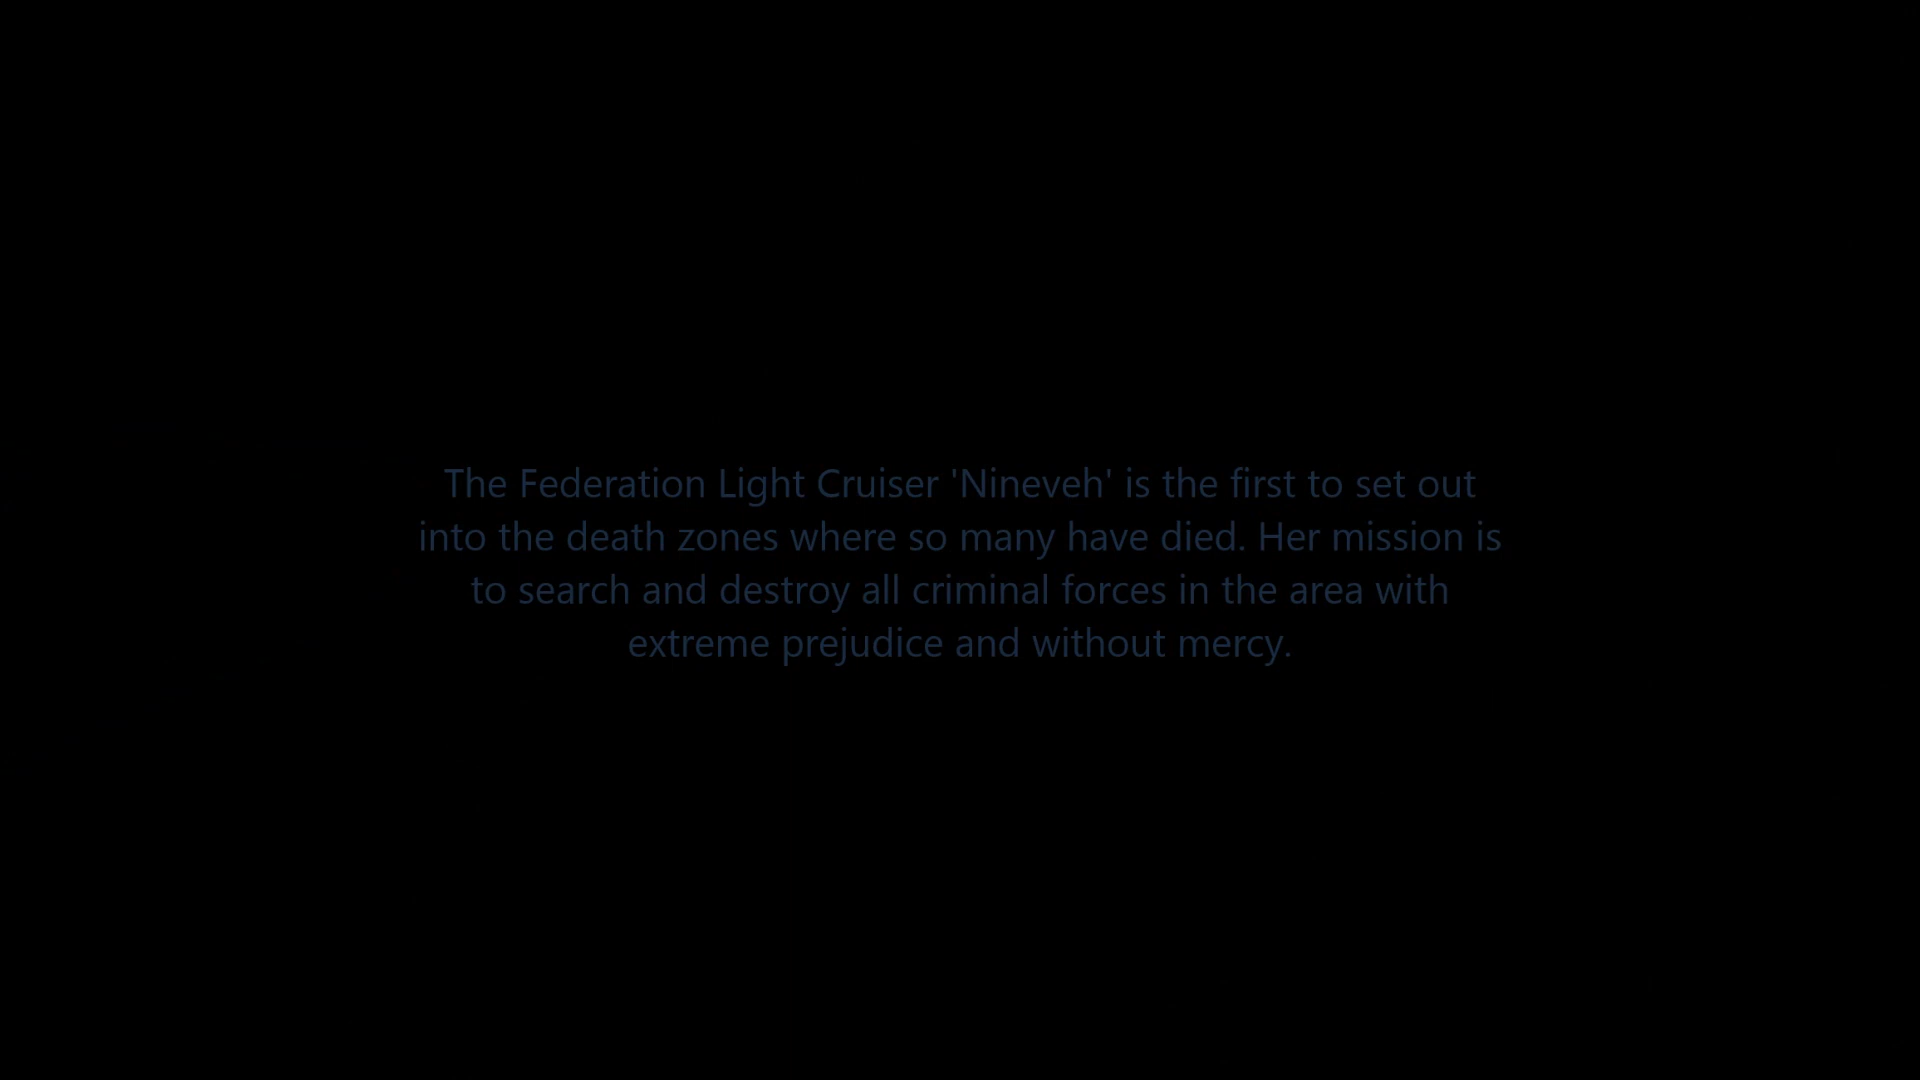 The Federation Light Cruiser 'Nineveh' is the first to set out
into the death zones where so many have died. Her mission is
to search and destroy all criminal forces in the area with
extreme prejudice and without mercy.